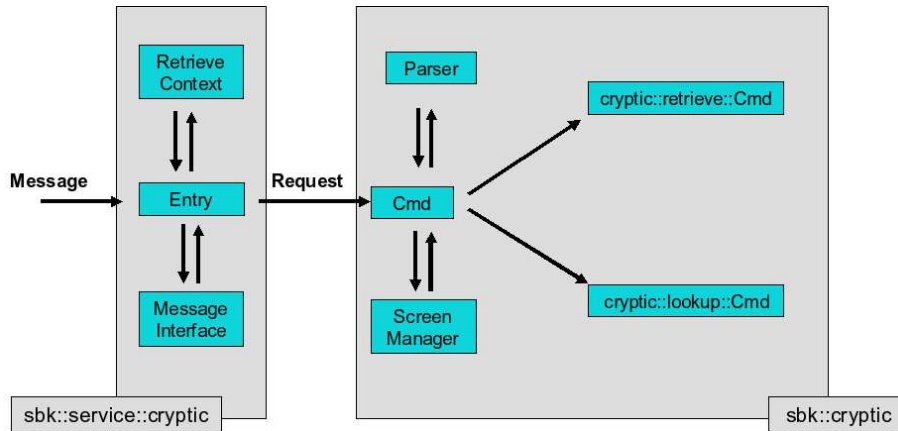 Retrieve
Context
Parser
cryptic::retrieve::Cmd
Message
Entry
Request
Cmd
Message
Interface
Screen
Manager
cryptic::lookup::Cmd
sbk::service::cryptic
sbk::cryptic